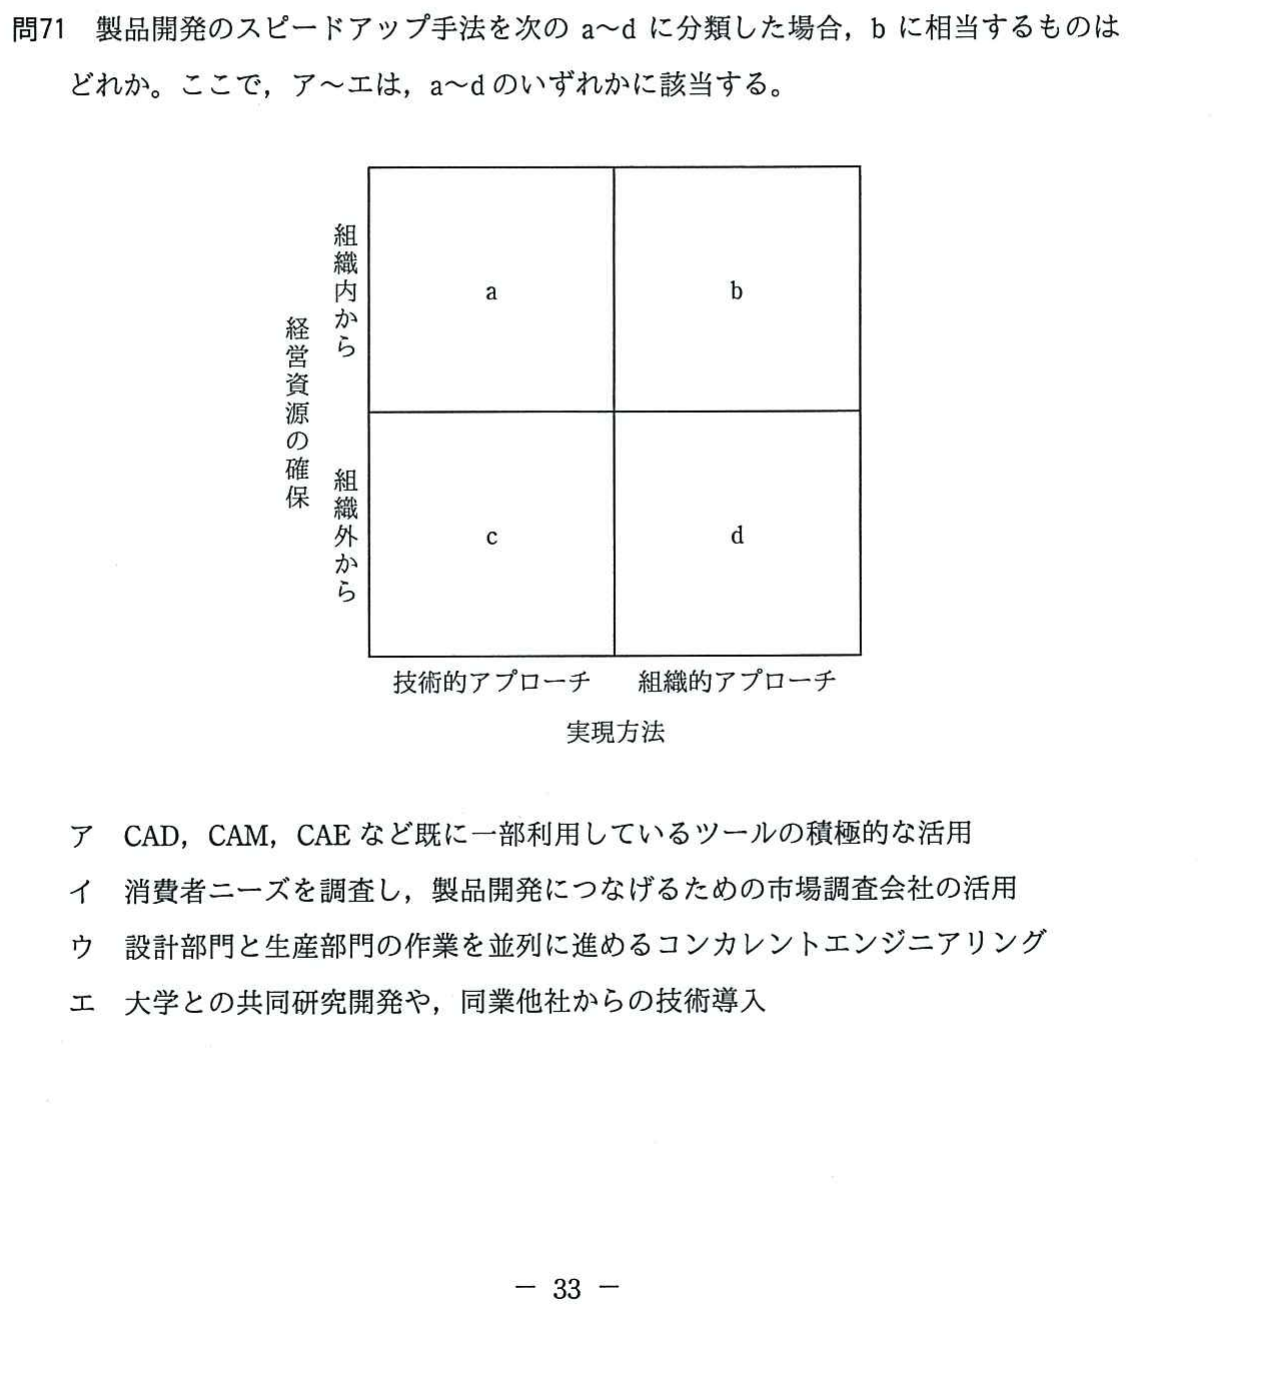 問71 製品開発のスピードアップ手法を次の a〜d に分類した場合，b に相当するものは
どれか。ここで，ア〜エは，a〜d のいずれかに該当する。
経営資源の確保
組織内から
a
b
組織外から
c
d
技術的アプローチ 組織的アプローチ
実現方法
ア CAD，CAM，CAE など既に一部利用しているツールの積極的な活用
イ 消費者ニーズを調査し，製品開発につなげるための市場調査会社の活用
ウ 設計部門と生産部門の作業を並列に進めるコンカレントエンジニアリング
エ 大学との共同研究開発や，同業他社からの技術導入
－ 33 －